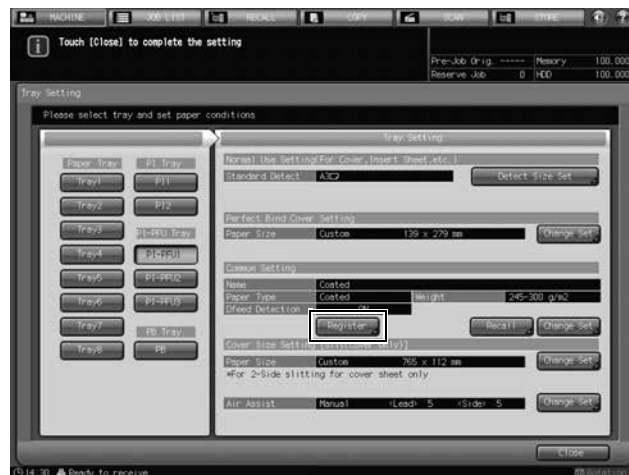 MACHINE JOB LIST RECALL COPY SCAN STORE
Touch [Close] to complete the setting
Pre-Job Orig. ----- Memory 100.000
Reserve Job 0 HDD 100.000
Tray Setting
Please select tray and set paper conditions
Tray Setting
Paper Tray PI Tray
Tray1 PI1
Tray2 PI2
Tray3 PI-PFU Tray
Tray4 PI-PFU1
Tray5 PI-PFU2
Tray6 PI-PFU3
Tray7 PB Tray
Tray8 PB
Normal Use Setting(For Cover,Insert Sheet,etc.)
Standard Detect A3 Detect Size Set
Perfect Bind Cover Setting
Paper Size Custom 139 x 279 mm Change Set
Common Setting
Name Coated
Paper Type Coated Weight 245-300 g/m2
Dfeed Detection ON
Register Recall Change Set
Cover Size Setting only)]
Paper Size Custom 765 x 112 mm Change Set
*For 2-Side slitting for cover sheet only
Air Assist Manual <Lead> 5 <Side> 5 Change Set
Close
14:30 Ready to receive Rotation